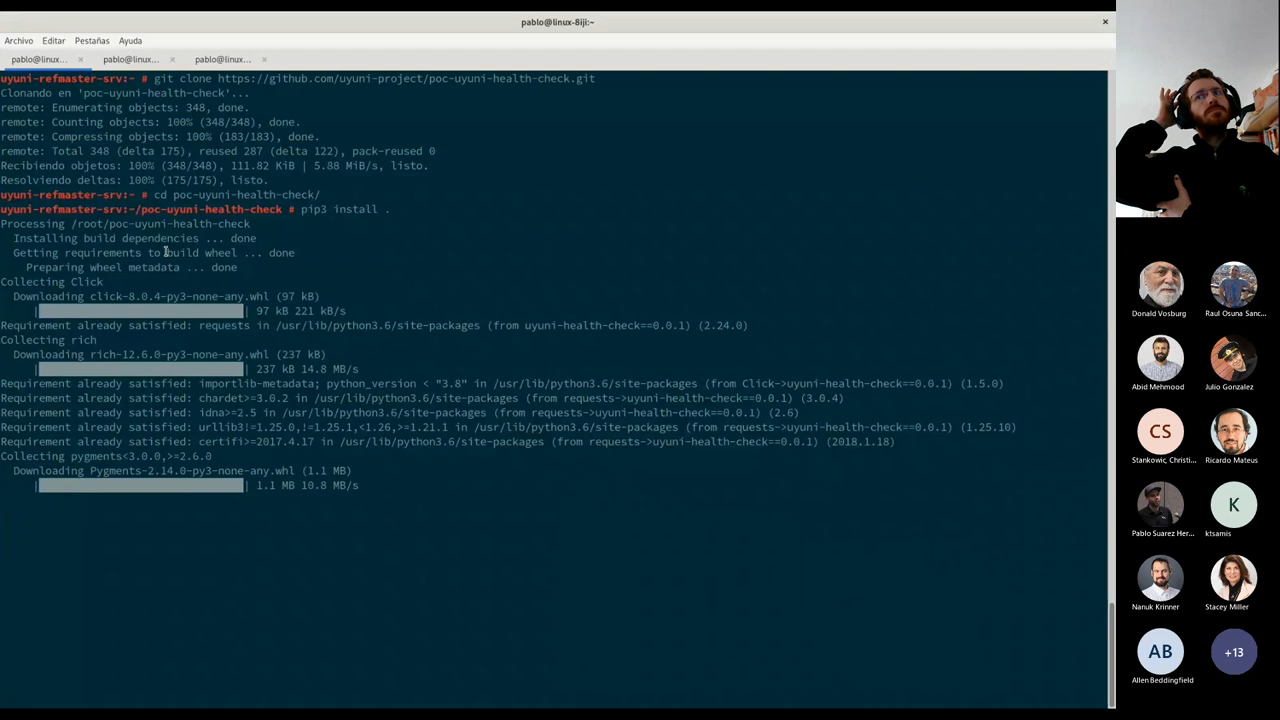 pablo@linux-8iji:~
Archivo Editar Pestañas Ayuda
pablo@linux... pablo@linux... pablo@linux...
uyuni-refmaster-srv:~ # git clone https://github.com/uyuni-project/poc-uyuni-health-check.git
Clonando en 'poc-uyuni-health-check'...
remote: Enumerating objects: 348, done.
remote: Counting objects: 100% (348/348), done.
remote: Compressing objects: 100% (183/183), done.
remote: Total 348 (delta 175), reused 287 (delta 122), pack-reused 0
Recibiendo objetos: 100% (348/348), 111.82 KiB | 5.88 MiB/s, listo.
Resolviendo deltas: 100% (175/175), listo.
uyuni-refmaster-srv:~ # cd poc-uyuni-health-check/
uyuni-refmaster-srv:~/poc-uyuni-health-check # pip3 install .
Processing /root/poc-uyuni-health-check
Installing build dependencies ... done
Getting requirements to build wheel ... done
Preparing wheel metadata ... done
Collecting Click
Downloading click-8.0.4-py3-none-any.whl (97 kB)
| | 97 kB 221 kB/s
Requirement already satisfied: requests in /usr/lib/python3.6/site-packages (from uyuni-health-check==0.0.1) (2.24.0)
Collecting rich
Downloading rich-12.6.0-py3-none-any.whl (237 kB)
| | 237 kB 14.8 MB/s
Requirement already satisfied: importlib-metadata; python_version < "3.8" in /usr/lib/python3.6/site-packages (from Click->uyuni-health-check==0.0.1) (1.5.0)
Requirement already satisfied: chardet>=3.0.2 in /usr/lib/python3.6/site-packages (from requests->uyuni-health-check==0.0.1) (3.0.4)
Requirement already satisfied: idna>=2.5 in /usr/lib/python3.6/site-packages (from requests->uyuni-health-check==0.0.1) (2.6)
Requirement already satisfied: urllib3!=1.25.0,!=1.25.1,<1.26,>=1.21.1 in /usr/lib/python3.6/site-packages (from requests->uyuni-health-check==0.0.1) (1.25.10)
Requirement already satisfied: certifi>=2017.4.17 in /usr/lib/python3.6/site-packages (from requests->uyuni-health-check==0.0.1) (2018.1.18)
Collecting pygments<3.0.0,>=2.6.0
Downloading Pygments-2.14.0-py3-none-any.whl (1.1 MB)
| | 1.1 MB 10.8 MB/s
Donald Vosburg
Raul Osuna Sanc...
Abid Mehmood
Julio Gonzalez
CS
Stankowic, Christi...
Ricardo Mateus
Pablo Suarez Her...
K
ktsamis
Nanuk Krinner
Stacey Miller
AB
Allen Beddingfield
+13